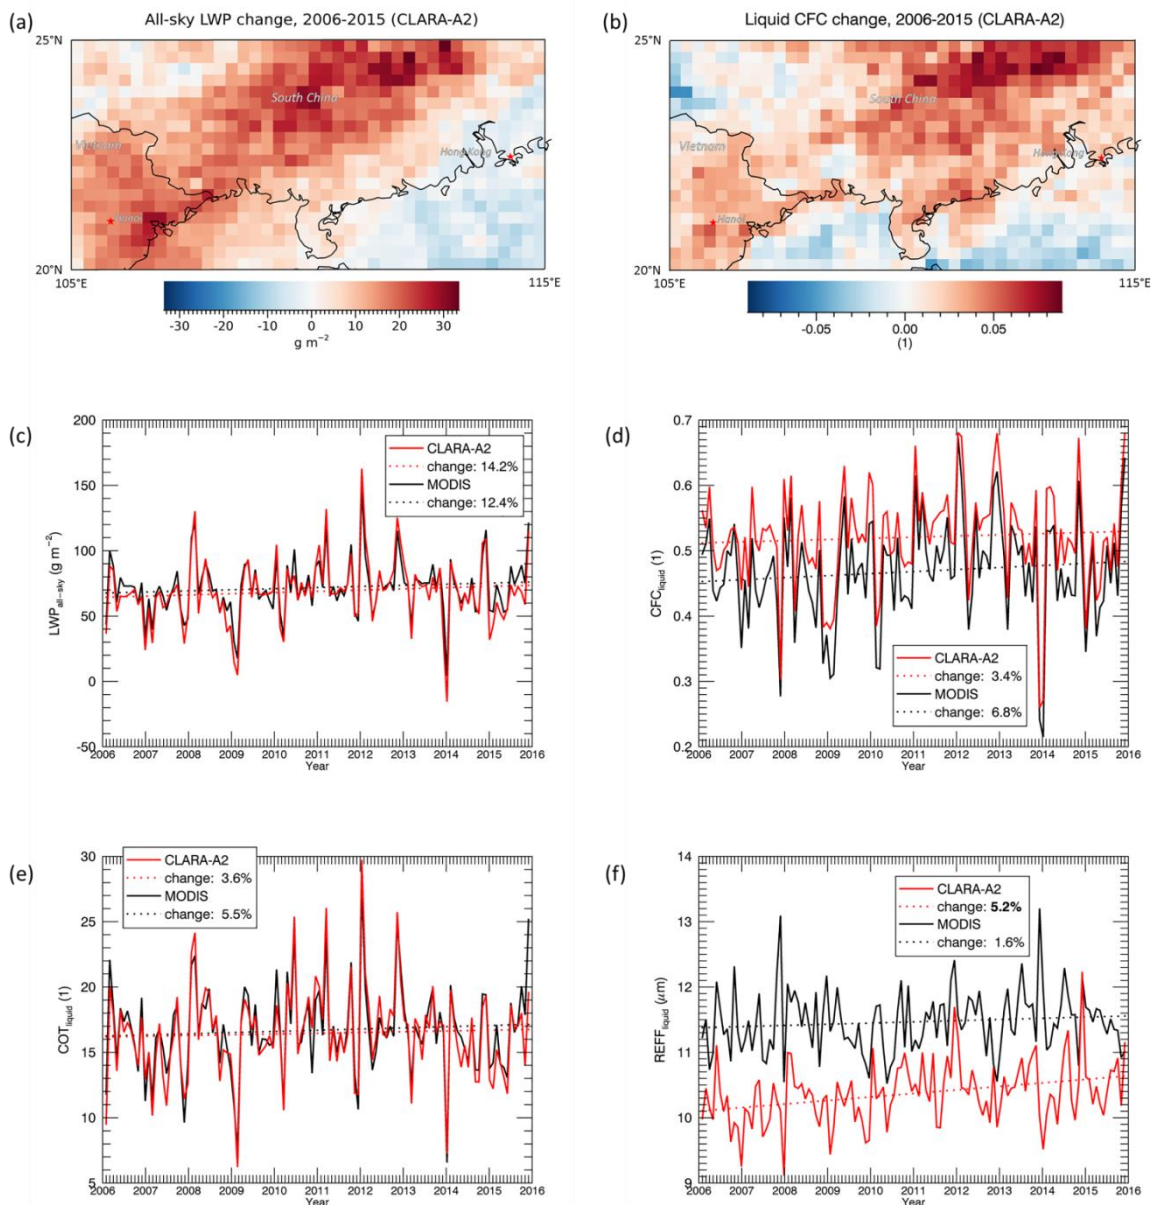 (a)
All-sky LWP change, 2006-2015 (CLARA-A2)
25°N
South China
Vietnam
Hong Kong
Hanoi
20°N
105°E
115°E
-30 -20 -10 0 10 20 30
g m⁻²
(b)
Liquid CFC change, 2006-2015 (CLARA-A2)
25°N
South China
Vietnam
Hong Kong
Hanoi
20°N
105°E
115°E
-0.05 0.00 0.05
(1)
(c)
200
150
100
50
0
-50
LWPall-sky (g m⁻²)
CLARA-A2
change: 14.2%
MODIS
change: 12.4%
2006 2007 2008 2009 2010 2011 2012 2013 2014 2015 2016
Year
(d)
0.7
0.6
0.5
0.4
0.3
0.2
CFCliquid (1)
CLARA-A2
change: 3.4%
MODIS
change: 6.8%
2006 2007 2008 2009 2010 2011 2012 2013 2014 2015 2016
Year
(e)
30
25
20
15
10
5
COTliquid (1)
CLARA-A2
change: 3.6%
MODIS
change: 5.5%
2006 2007 2008 2009 2010 2011 2012 2013 2014 2015 2016
Year
(f)
14
13
12
11
10
9
REFFliquid (μm)
CLARA-A2
change: 5.2%
MODIS
change: 1.6%
2006 2007 2008 2009 2010 2011 2012 2013 2014 2015 2016
Year